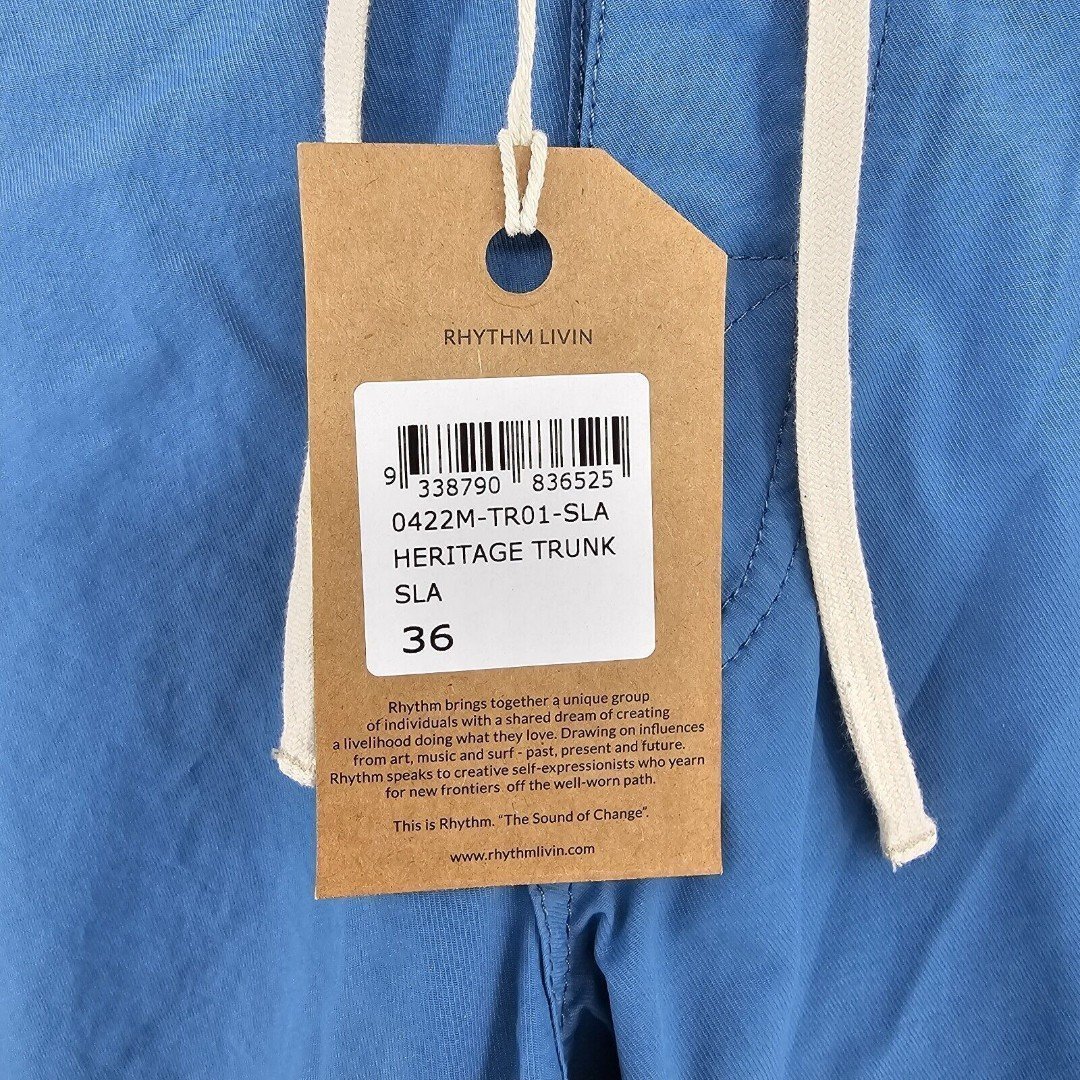 RHYTHM LIVIN
9 338790 836525
0422M-TR01-SLA
HERITAGE TRUNK
SLA
36
Rhythm brings together a unique group
of individuals with a shared dream of creating
a livelihood doing what they love. Drawing on influences
from art, music and surf - past, present and future.
Rhythm speaks to creative self-expressionists who yearn
for new frontiers off the well-worn path.
This is Rhythm. "The Sound of Change".
www.rhythmlivin.com